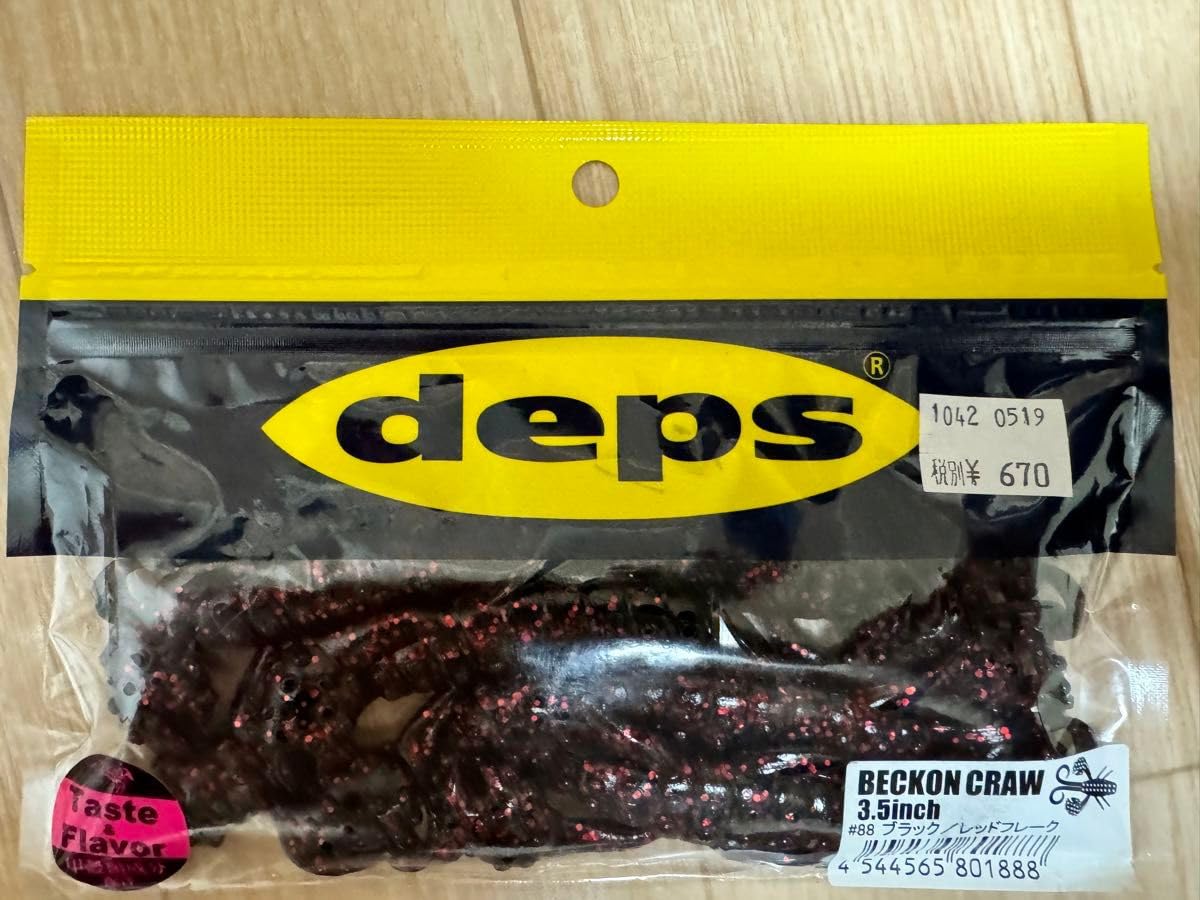 deps
®
1042 0519
税別¥ 670
Taste
&
Flavor
BECKON CRAW
3.5inch
#88 ブラック/レッドフレーク
4 544565 801888